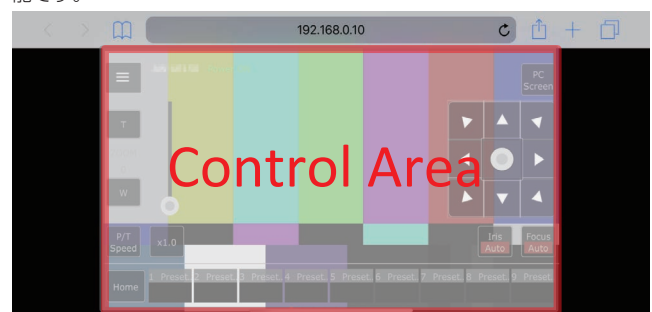 能です。
192.168.0.10
PC
Screen
T
Control Area
W
P/T
Speed
x1.0
Iris
Auto
Focus
Auto
Home
1 Preset. 2 Preset. 3 Preset. 4 Preset. 5 Preset. 6 Preset. 7 Preset. 8 Preset. 9 Preset.